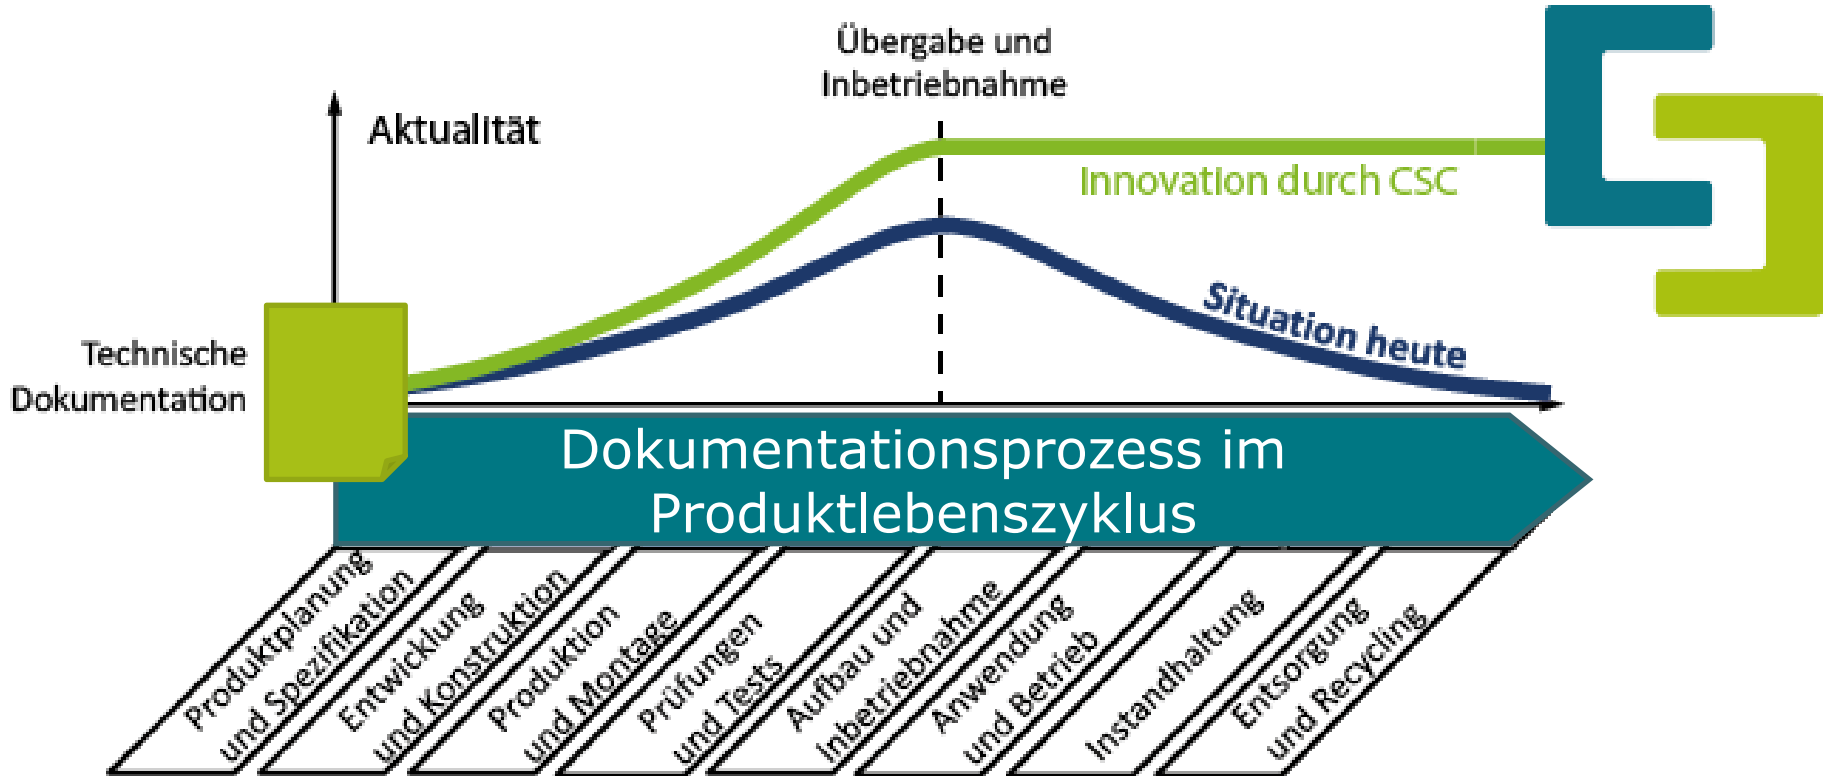 Übergabe und
Inbetriebnahme
Aktualität
Innovation durch CSC
Situation heute
Technische
Dokumentation
Dokumentationsprozess im
Produktlebenszyklus
Produktplanung
und Spezifikation
Entwicklung
und Konstruktion
Produktion
und Montage
Prüfungen
und Tests
Aufbau und
Inbetriebnahme
Anwendung
und Betrieb
Instandhaltung
Entsorgung
und Recycling